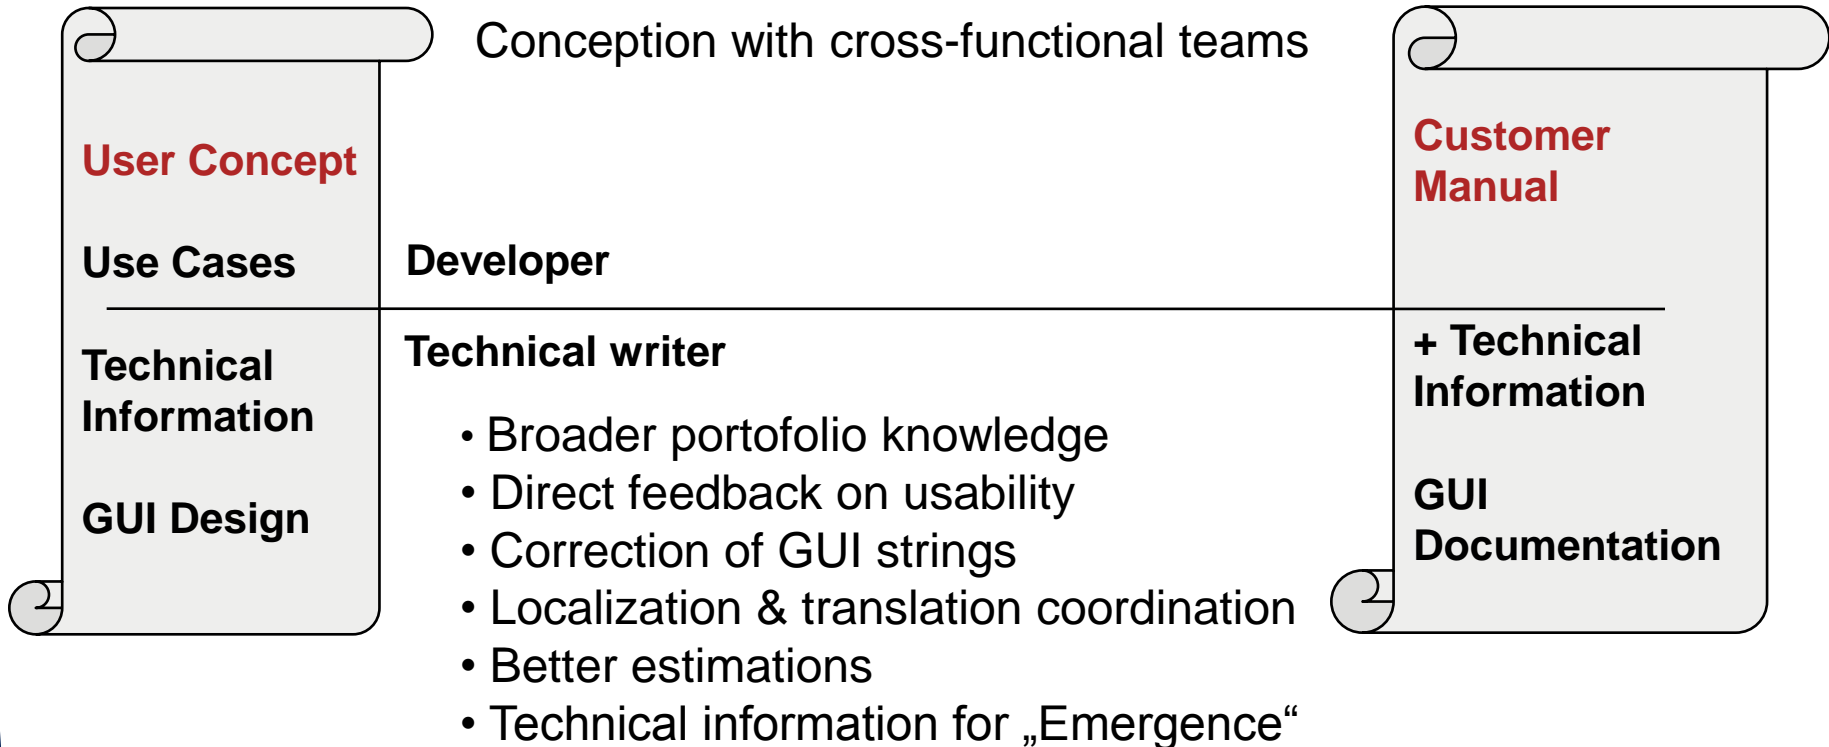 Conception with cross-functional teams
User Concept
Use Cases
Technical
Information
GUI Design
Developer
Technical writer
• Broader portofolio knowledge
• Direct feedback on usability
• Correction of GUI strings
• Localization & translation coordination
• Better estimations
• Technical information for „Emergence“
Customer
Manual
+ Technical
Information
GUI
Documentation